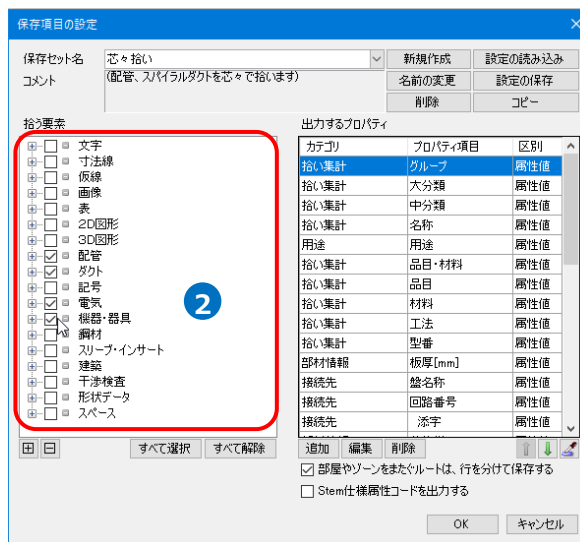 保存項目の設定
保存セット名
芯々拾い
新規作成
設定の読み込み
コメント
(配管、スパイラルダクトを芯々で拾います)
名前の変更
設定の保存
削除
コピー
拾う要素
出力するプロパティ
文字
寸法線
仮線
画像
表
2D図形
3D図形
配管
ダクト
記号
電気
機器・器具
鋼材
スリーブ・インサート
建築
干渉検査
形状データ
スペース
2
カテゴリ プロパティ項目 区別
拾い集計 グループ 属性値
拾い集計 大分類 属性値
拾い集計 中分類 属性値
拾い集計 名称 属性値
用途 用途 属性値
拾い集計 品目・材料 属性値
拾い集計 品目 属性値
拾い集計 材料 属性値
拾い集計 工法 属性値
拾い集計 型番 属性値
部材情報 板厚[mm] 属性値
接続先 盤名称 属性値
接続先 回路番号 属性値
接続先 添字 属性値
すべて選択 すべて解除
追加 編集 削除
部屋やゾーンをまたぐルートは、行を分けて保存する
Stem仕様属性コードを出力する
OK キャンセル